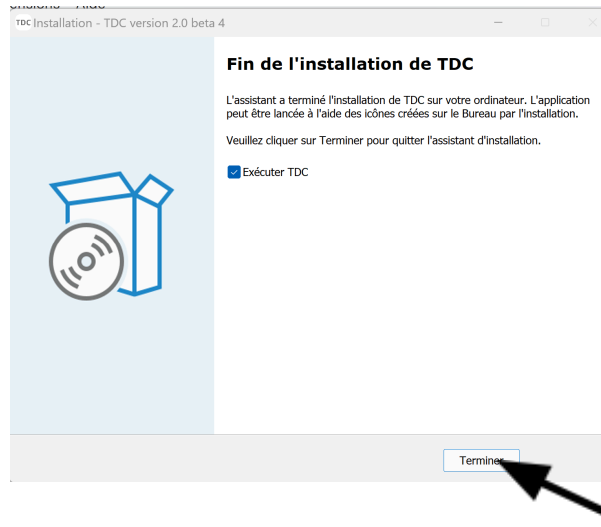 TDC Installation - TDC version 2.0 beta 4
Fin de l'installation de TDC
L'assistant a terminé l'installation de TDC sur votre ordinateur. L'application
peut être lancée à l'aide des icônes créées sur le Bureau par l'installation.
Veuillez cliquer sur Terminer pour quitter l'assistant d'installation.
Exécuter TDC
Terminer